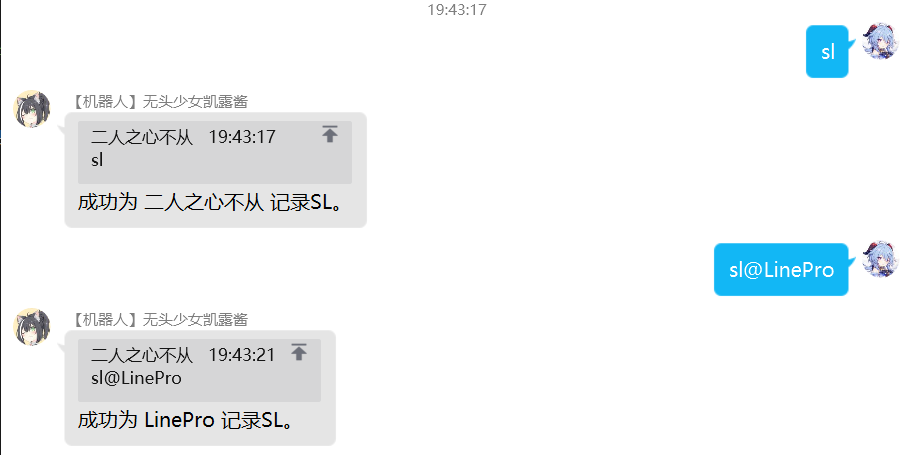 19:43:17
sl
【机器人】无头少女凯露酱
二人之心不从 19:43:17
sl
成功为 二人之心不从 记录SL。
sl@LinePro
【机器人】无头少女凯露酱
二人之心不从 19:43:21
sl@LinePro
成功为 LinePro 记录SL。